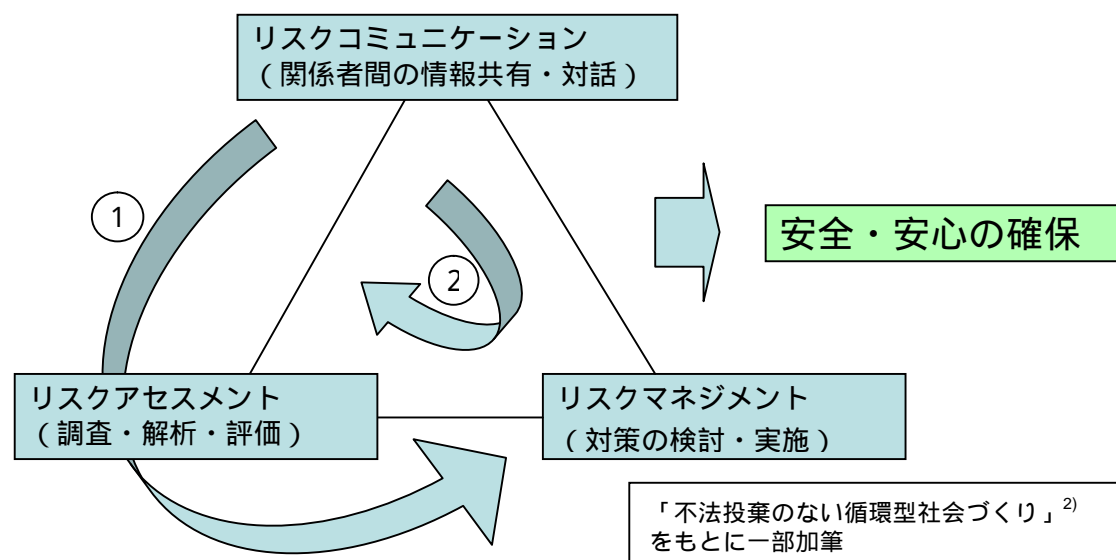 リスクコミュニケーション
（関係者間の情報共有・対話）
1
2
安全・安心の確保
リスクアセスメント
（調査・解析・評価）
リスクマネジメント
（対策の検討・実施）
「不法投棄のない循環型社会づくり」2)
をもとに一部加筆